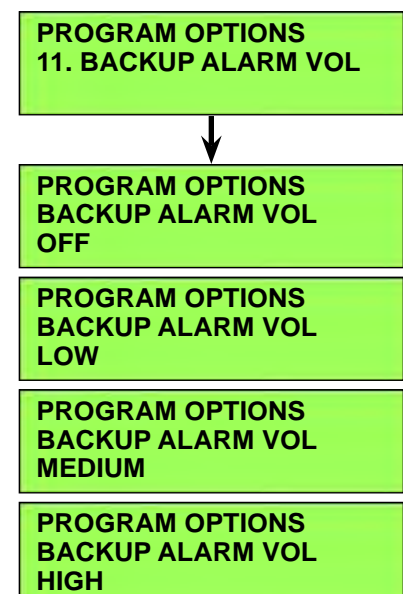 PROGRAM OPTIONS
11. BACKUP ALARM VOL
PROGRAM OPTIONS
BACKUP ALARM VOL
OFF
PROGRAM OPTIONS
BACKUP ALARM VOL
LOW
PROGRAM OPTIONS
BACKUP ALARM VOL
MEDIUM
PROGRAM OPTIONS
BACKUP ALARM VOL
HIGH